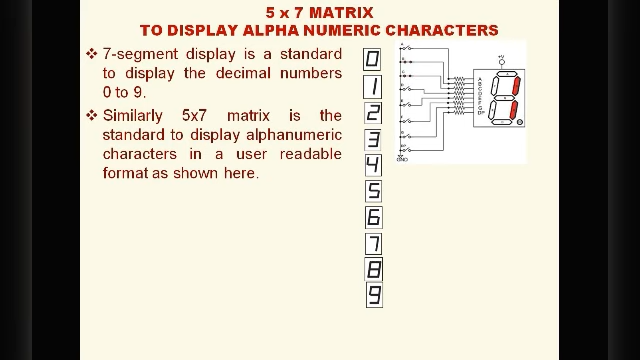 5 x 7 MATRIX
TO DISPLAY ALPHA NUMERIC CHARACTERS
❖ 7-segment display is a standard
to display the decimal numbers
0 to 9.
❖ Similarly 5x7 matrix is the
standard to display alphanumeric
characters in a user readable
format as shown here.
0
1
2
3
4
5
6
7
8
9
+V
A
B
C
D
E
F
G
DP
GND